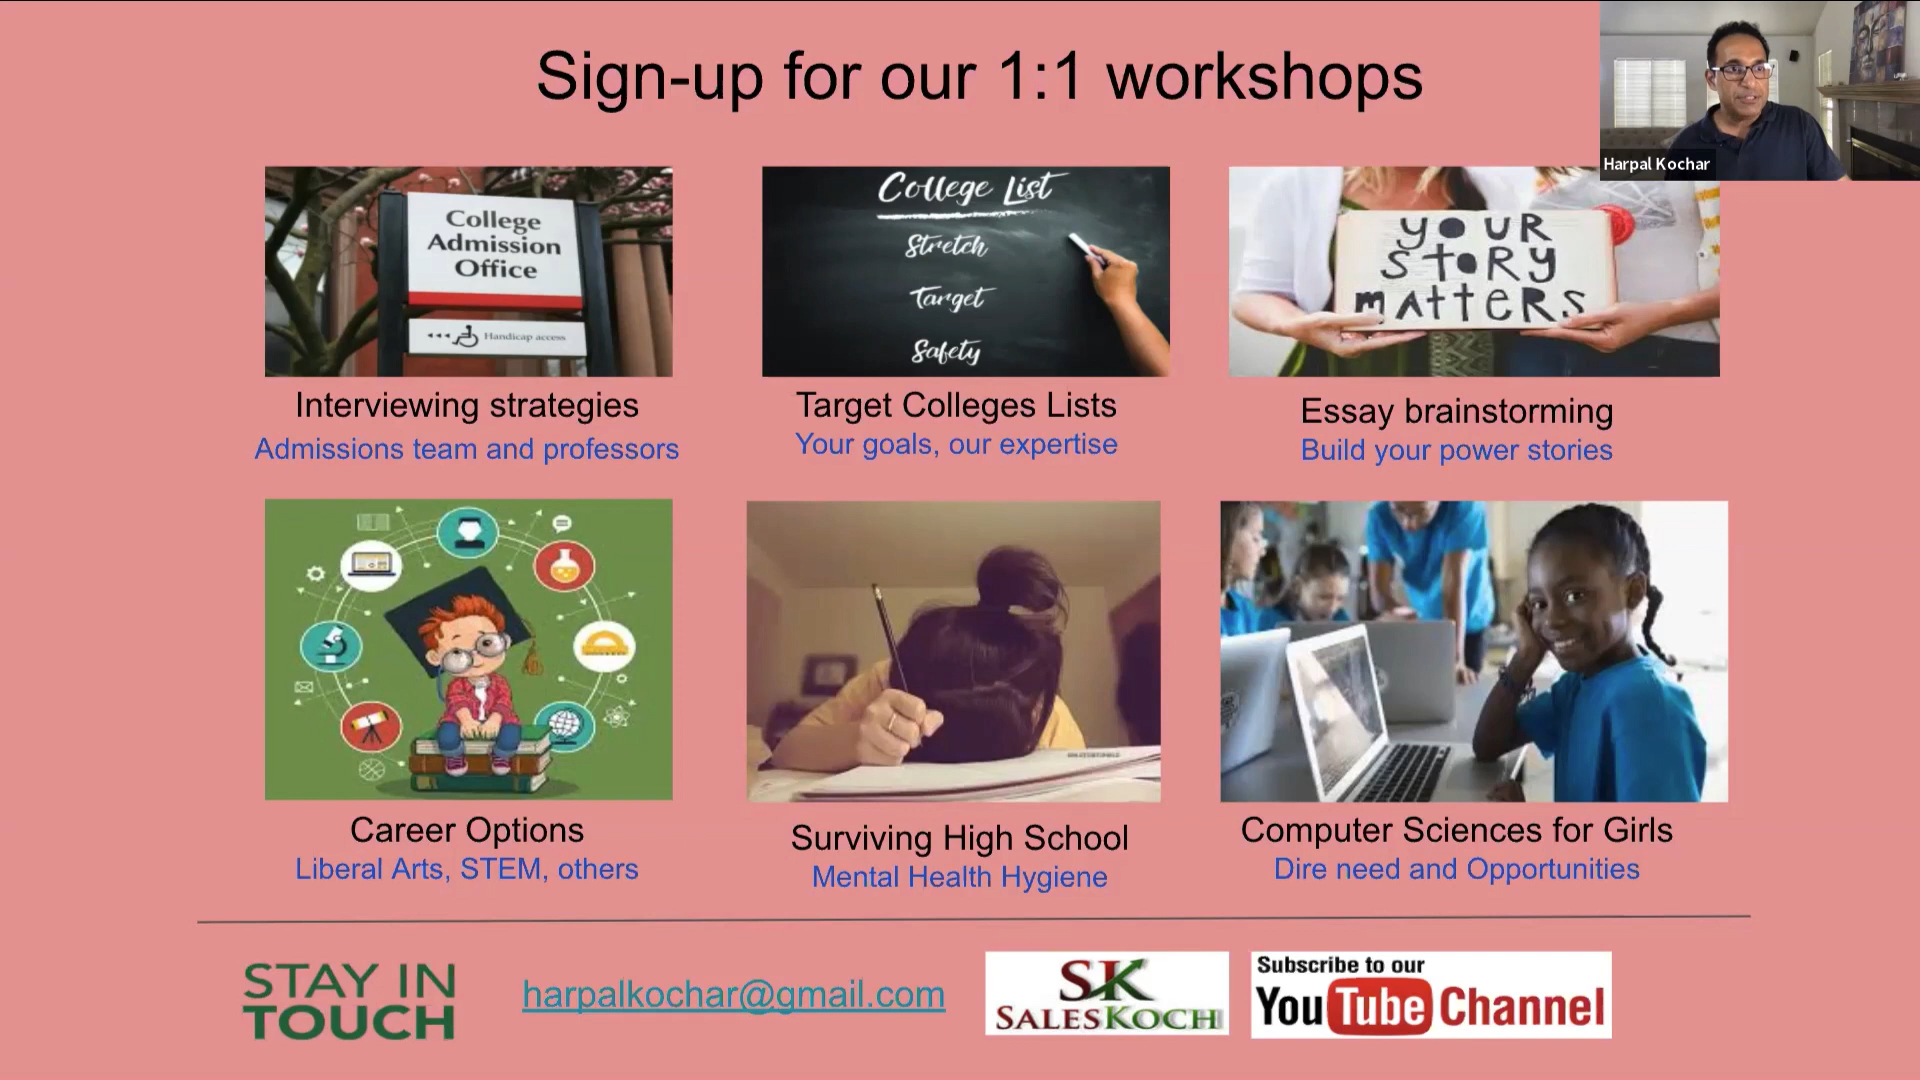 Sign-up for our 1:1 workshops
Harpal Kochar
College
Admission
Office
Handicap access
College List
Stretch
Target
Safety
YOUR
StoRY
mAtteRS
Interviewing strategies
Admissions team and professors
Target Colleges Lists
Your goals, our expertise
Essay brainstorming
Build your power stories
Career Options
Liberal Arts, STEM, others
Surviving High School
Mental Health Hygiene
Computer Sciences for Girls
Dire need and Opportunities
STAY IN
TOUCH
harpalkochar@gmail.com
SK
SALESKOCH
Subscribe to our
YouTube Channel